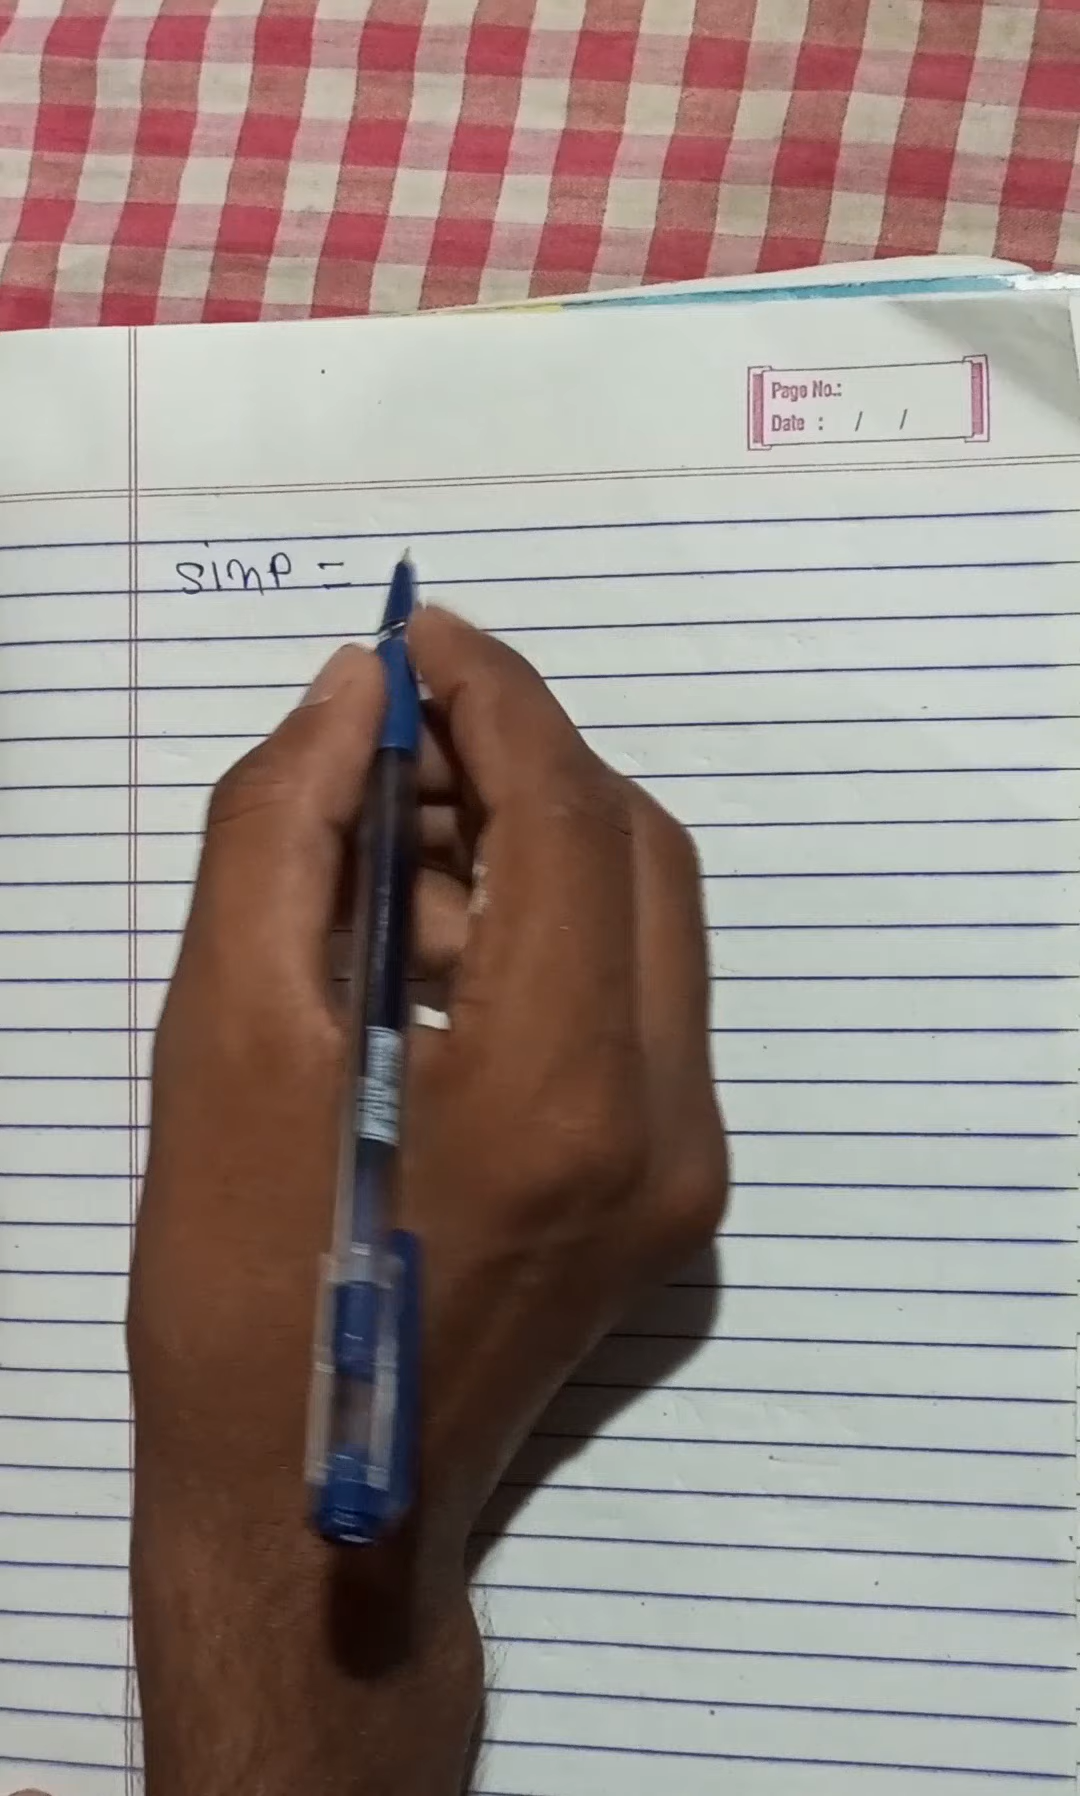 Page No.:
Date : / /
sinp =